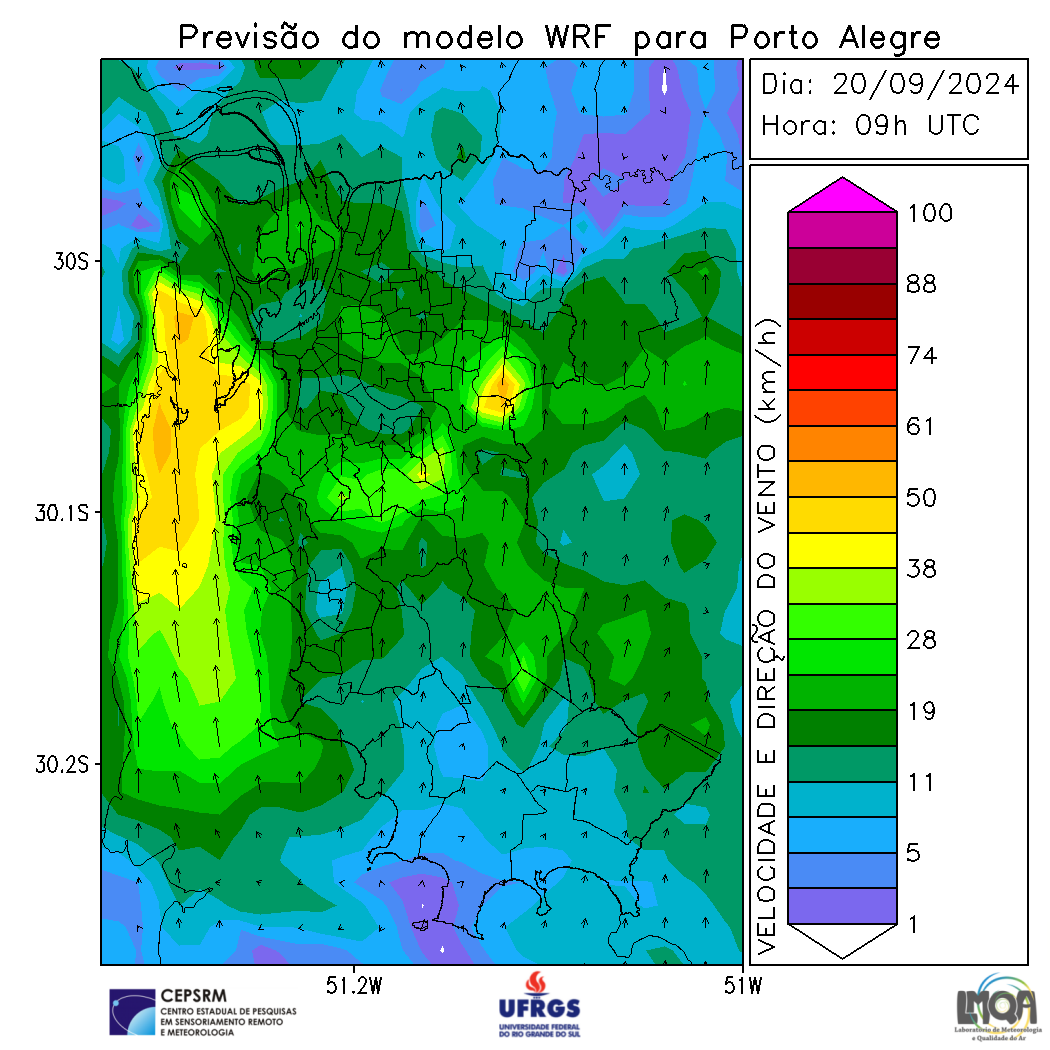 Previsão do modelo WRF para Porto Alegre
Dia: 20/09/2024
Hora: 09h UTC
30S
30.1S
30.2S
51.2W
51W
VELOCIDADE E DIREÇÃO DO VENTO (km/h)
100
88
74
61
50
38
28
19
11
5
1
CEPSRM
CENTRO ESTADUAL DE PESQUISAS
EM SENSORIAMENTO REMOTO
E METEOROLOGIA
UFRGS
UNIVERSIDADE FEDERAL
DO RIO GRANDE DO SUL
LMQA
Laboratório de Meteorologia
e Qualidade do Ar